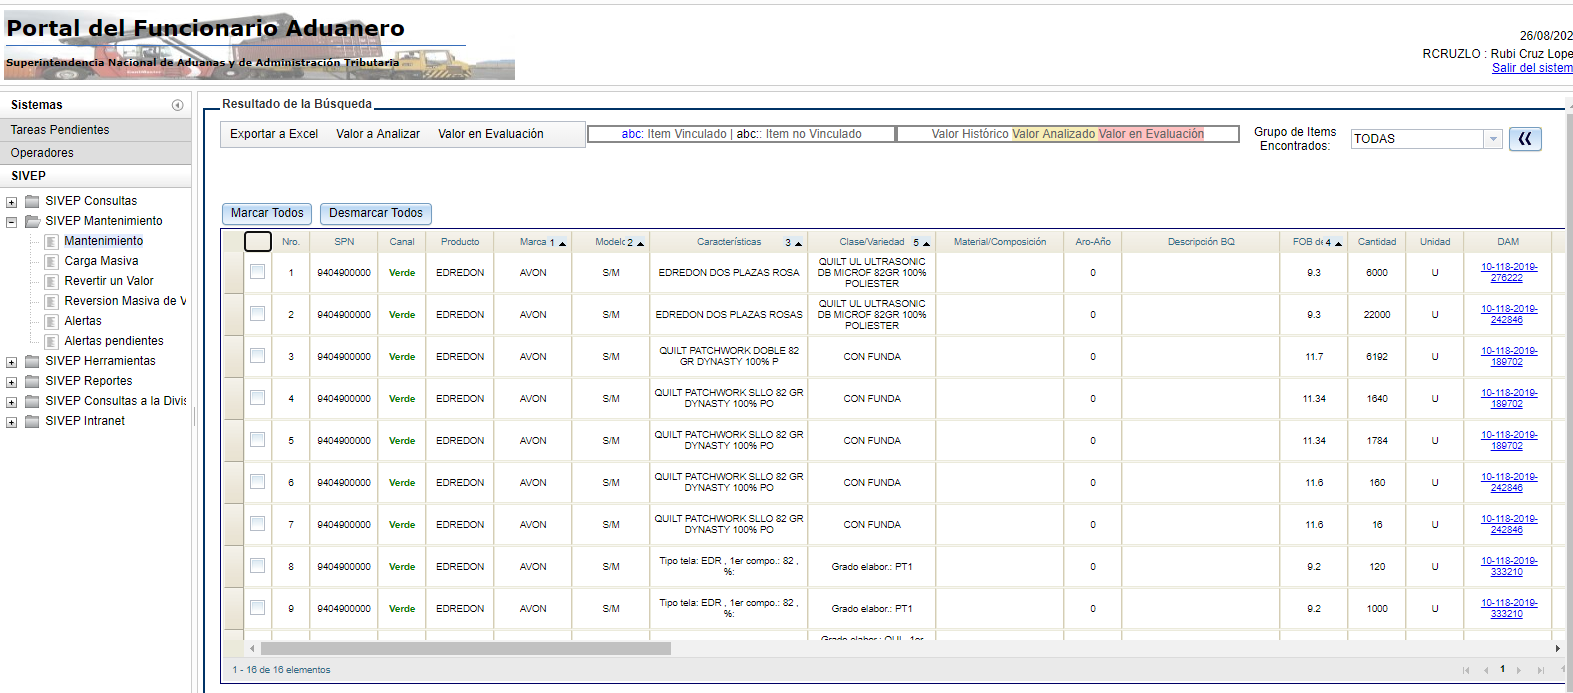 Portal del Funcionario Aduanero
Superintendencia Nacional de Aduanas y de Administración Tributaria
26/08/202
RCRUZLO : Rubi Cruz Lope
Salir del sistem
Sistemas
Tareas Pendientes
Operadores
SIVEP
SIVEP Consultas
SIVEP Mantenimiento
Mantenimiento
Carga Masiva
Revertir un Valor
Reversion Masiva de V
Alertas
Alertas pendientes
SIVEP Herramientas
SIVEP Reportes
SIVEP Consultas a la Divis
SIVEP Intranet
Resultado de la Búsqueda
Exportar a Excel Valor a Analizar Valor en Evaluación
abc: Item Vinculado | abc:: Item no Vinculado
Valor Histórico Valor Analizado Valor en Evaluación
Grupo de Items
Encontrados:
TODAS
Marcar Todos Desmarcar Todos
Nro. SPN Canal Producto Marca 1 Modelo 2 Características 3 Clase/Variedad 5 Material/Composición Aro-Año Descripción BQ FOB de 4 Cantidad Unidad DAM
1 9404900000 Verde EDREDON AVON S/M EDREDON DOS PLAZAS ROSA QUILT UL ULTRASONIC DB MICROF 82GR 100% POLIESTER 0 9.3 6000 U 10-118-2019-276222
2 9404900000 Verde EDREDON AVON S/M EDREDON DOS PLAZAS ROSAS QUILT UL ULTRASONIC DB MICROF 82GR 100% POLIESTER 0 9.3 22000 U 10-118-2019-242846
3 9404900000 Verde EDREDON AVON S/M QUILT PATCHWORK DOBLE 82 GR DYNASTY 100% P CON FUNDA 0 11.7 6192 U 10-118-2019-189702
4 9404900000 Verde EDREDON AVON S/M QUILT PATCHWORK SLLO 82 GR DYNASTY 100% PO CON FUNDA 0 11.34 1640 U 10-118-2019-189702
5 9404900000 Verde EDREDON AVON S/M QUILT PATCHWORK SLLO 82 GR DYNASTY 100% PO CON FUNDA 0 11.34 1784 U 10-118-2019-189702
6 9404900000 Verde EDREDON AVON S/M QUILT PATCHWORK SLLO 82 GR DYNASTY 100% PO CON FUNDA 0 11.6 160 U 10-118-2019-242846
7 9404900000 Verde EDREDON AVON S/M QUILT PATCHWORK SLLO 82 GR DYNASTY 100% PO CON FUNDA 0 11.6 16 U 10-118-2019-242846
8 9404900000 Verde EDREDON AVON S/M Tipo tela: EDR , 1er compo.: 82 , %: Grado elabor.: PT1 0 9.2 120 U 10-118-2019-333210
9 9404900000 Verde EDREDON AVON S/M Tipo tela: EDR , 1er compo.: 82 , %: Grado elabor.: PT1 0 9.2 1000 U 10-118-2019-333210
1 - 16 de 16 elementos
1